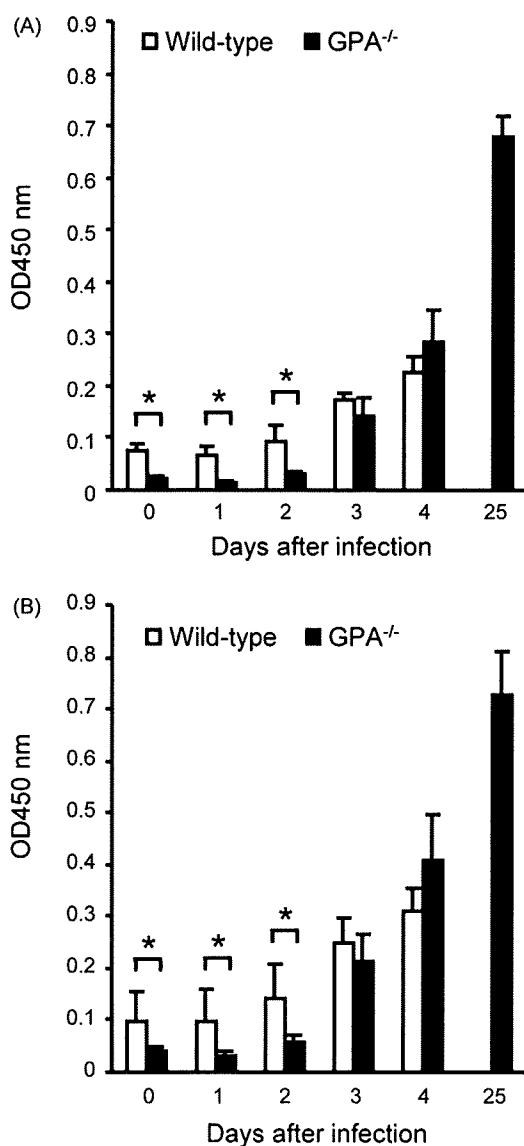 (A)
Wild-type GPA-/-
0.9
0.8
0.7
0.6
0.5
0.4
0.3
0.2
0.1
0
OD450 nm
* * *
0 1 2 3 4 25
Days after infection
(B)
Wild-type GPA-/-
0.9
0.8
0.7
0.6
0.5
0.4
0.3
0.2
0.1
0
OD450 nm
* * *
0 1 2 3 4 25
Days after infection